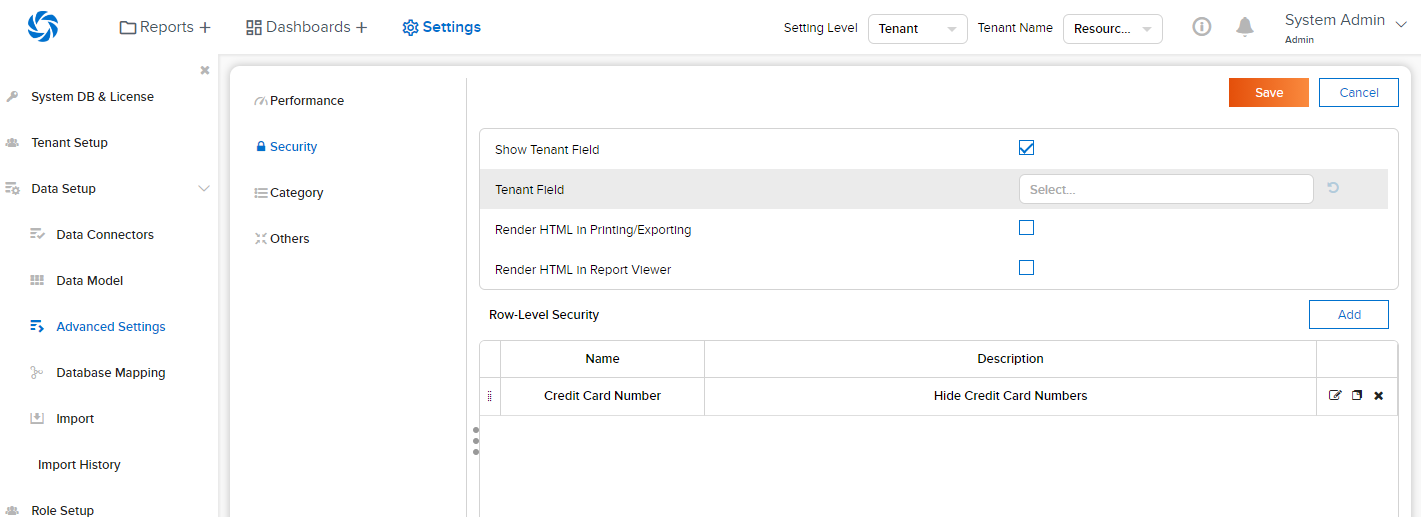 Reports +
Dashboards +
Settings
Setting Level
Tenant
Tenant Name
Resourc...
System Admin
Admin
System DB & License
Tenant Setup
Data Setup
Data Connectors
Data Model
Advanced Settings
Database Mapping
Import
Import History
Role Setup
Performance
Security
Category
Others
Save
Cancel
Show Tenant Field
Tenant Field
Select...
Render HTML in Printing/Exporting
Render HTML in Report Viewer
Row-Level Security
Add
Name
Description
Credit Card Number
Hide Credit Card Numbers